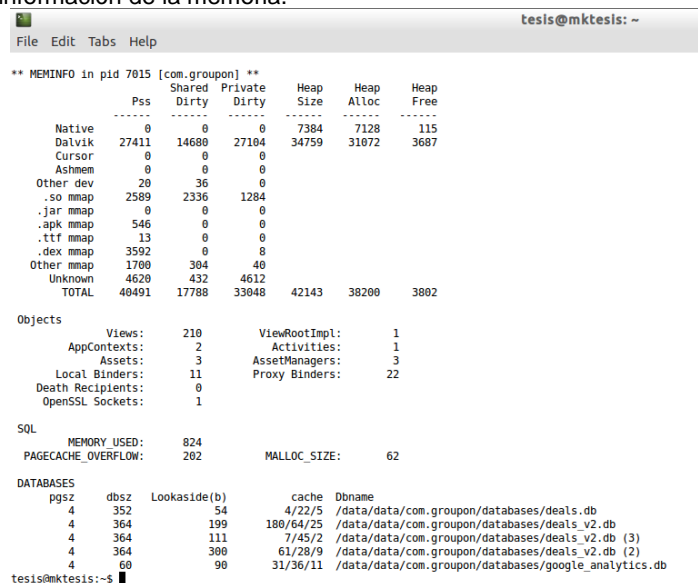 información de la memoria.
tesis@mktesis: ~
File Edit Tabs Help
** MEMINFO in pid 7015 [com.groupon] **
Shared Private Heap Heap Heap
Pss Dirty Dirty Size Alloc Free
------ ------ ------ ------ ------ ------
Native 0 0 0 7384 7128 115
Dalvik 27411 14680 27104 34759 31072 3687
Cursor 0 0 0
Ashmem 0 0 0
Other dev 20 36 0
.so mmap 2589 2336 1284
.jar mmap 0 0 0
.apk mmap 546 0 0
.ttf mmap 13 0 0
.dex mmap 3592 0 8
Other mmap 1700 304 40
Unknown 4620 432 4612
TOTAL 40491 17788 33048 42143 38200 3802
Objects
Views: 210 ViewRootImpl: 1
AppContexts: 2 Activities: 1
Assets: 3 AssetManagers: 3
Local Binders: 11 Proxy Binders: 22
Death Recipients: 0
OpenSSL Sockets: 1
SQL
MEMORY_USED: 824
PAGECACHE_OVERFLOW: 202 MALLOC_SIZE: 62
DATABASES
pgsz dbsz Lookaside(b) cache Dbname
4 352 54 4/22/5 /data/data/com.groupon/databases/deals.db
4 364 199 180/64/25 /data/data/com.groupon/databases/deals_v2.db
4 364 111 7/45/2 /data/data/com.groupon/databases/deals_v2.db (3)
4 364 300 61/28/9 /data/data/com.groupon/databases/deals_v2.db (2)
4 60 90 31/36/11 /data/data/com.groupon/databases/google_analytics.db
tesis@mktesis:~$